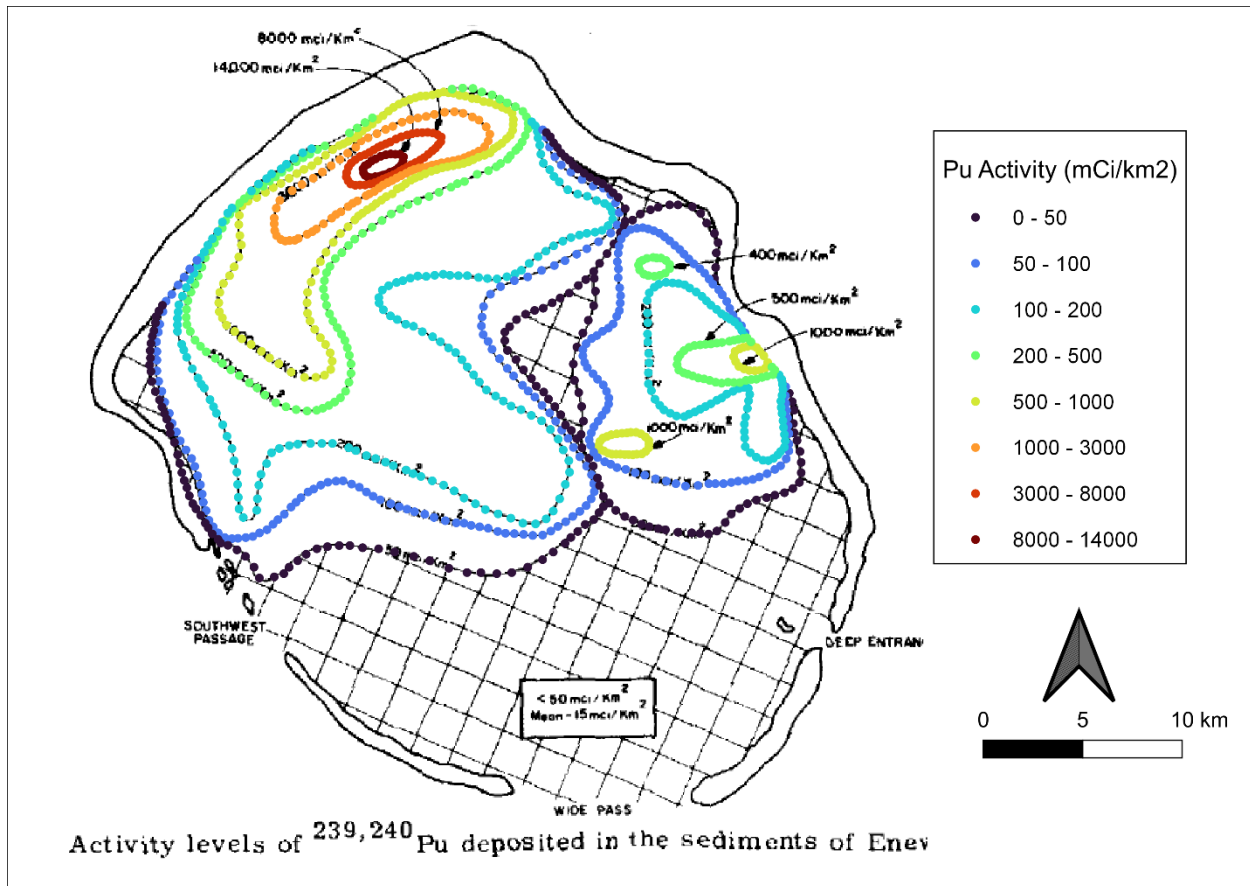 8000 mci/Km²
14,000 mci/Km²
400 mci/Km²
500 mci/Km²
1000 mci/Km²
1000 mci/Km²
SOUTHWEST
PASSAGE
DEEP ENTRAN
< 50 mci/Km²
Mean - 15 mci/Km²
WIDE PASS
Activity levels of 239,240 Pu deposited in the sediments of Enew
Pu Activity (mCi/km2)
0 - 50
50 - 100
100 - 200
200 - 500
500 - 1000
1000 - 3000
3000 - 8000
8000 - 14000
0 5 10 km